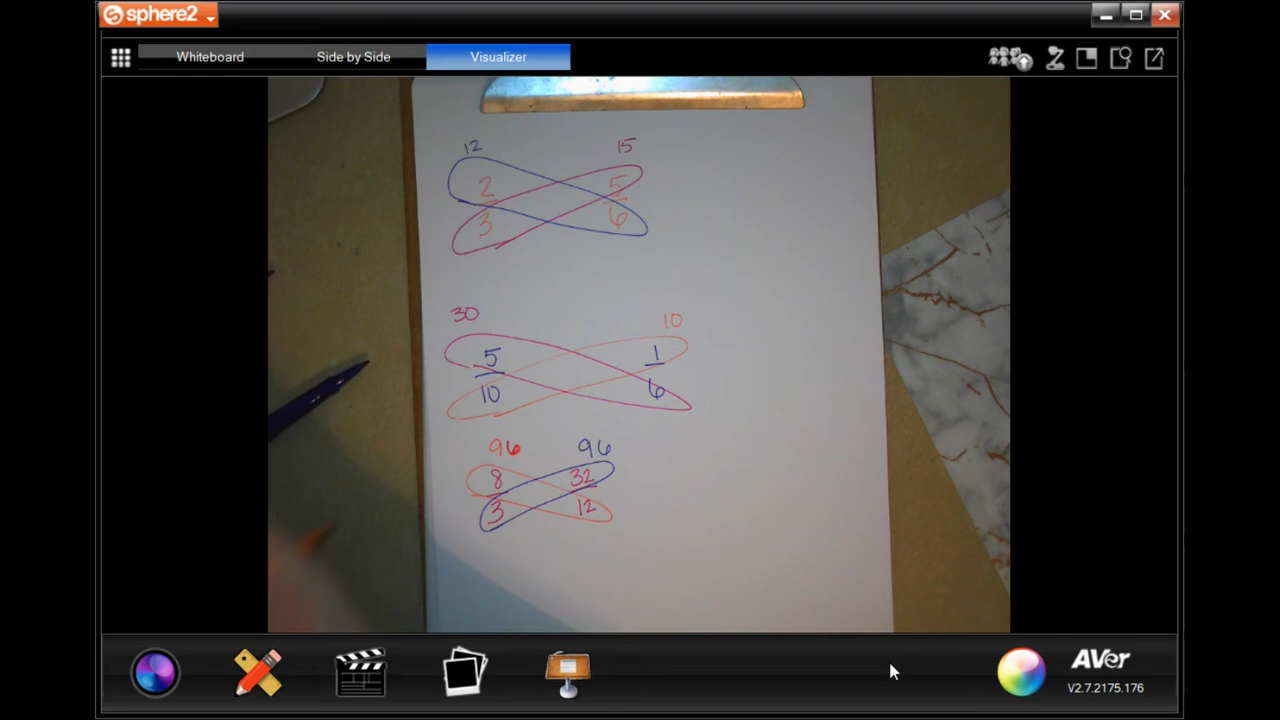 sphere2
Whiteboard Side by Side Visualizer
12 15
2 5
3 6
30 10
5 1
10 6
96 96
8 32
3 12
AVer
V2.7.2175.176